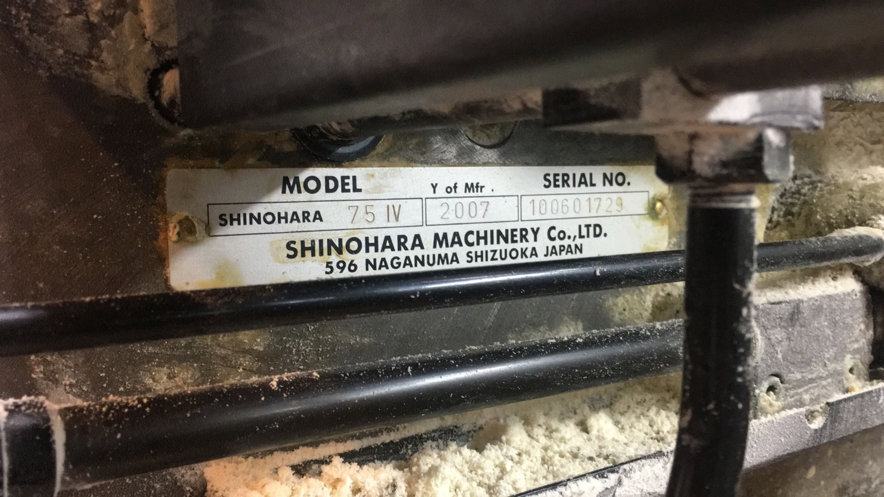 MODEL Y of Mfr. SERIAL NO.
SHINOHARA 75 IV 2007 100601729
SHINOHARA MACHINERY Co.,LTD.
596 NAGANUMA SHIZUOKA JAPAN